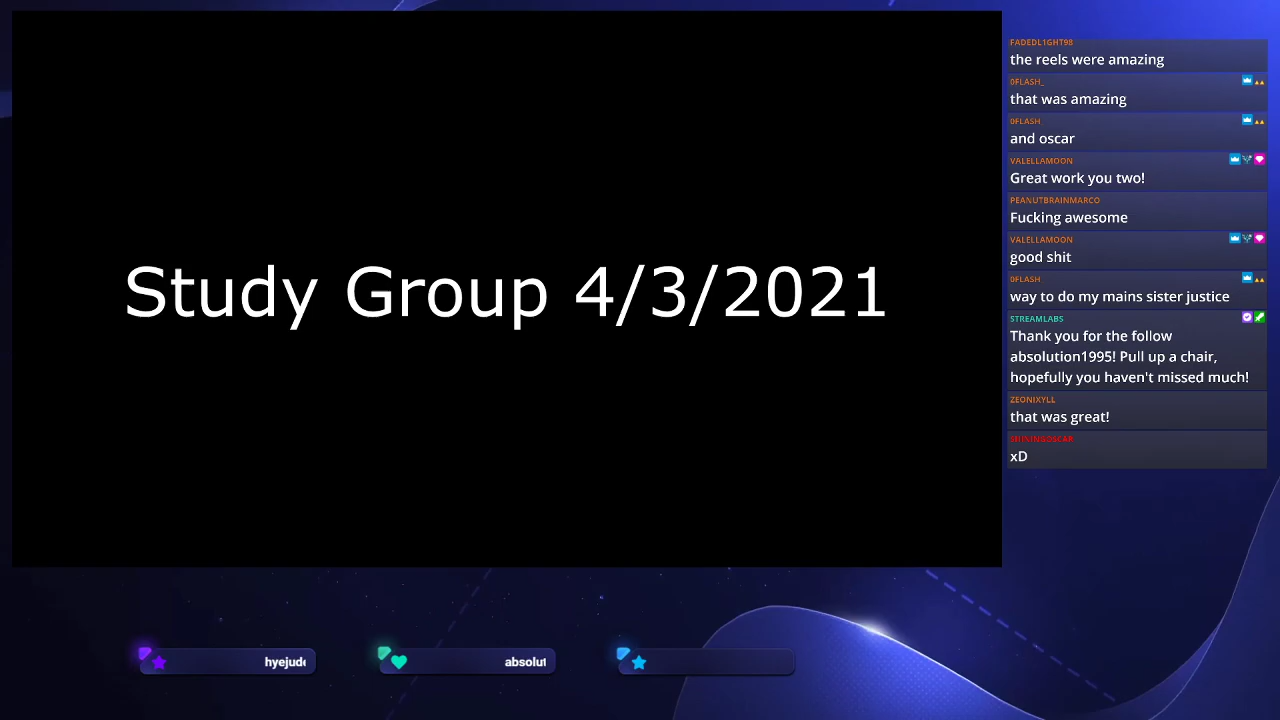 Study Group 4/3/2021
FADEDL1GHT98
the reels were amazing
0FLASH_
that was amazing
0FLASH
and oscar
VALELLAMOON
Great work you two!
PEANUTBRAINMARCO
Fucking awesome
VALELLAMOON
good shit
0FLASH
way to do my mains sister justice
STREAMLABS
Thank you for the follow
absolution1995! Pull up a chair,
hopefully you haven't missed much!
ZEONIXYLL
that was great!
xD
hyejud
absolut